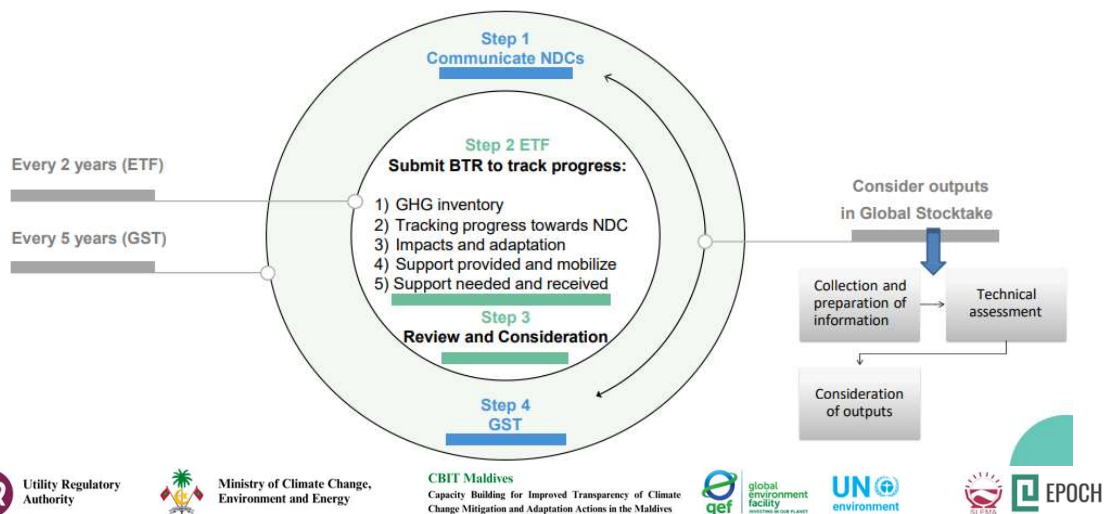 Step 1
Communicate NDCs
Step 2 ETF
Submit BTR to track progress:
1) GHG inventory
2) Tracking progress towards NDC
3) Impacts and adaptation
4) Support provided and mobilize
5) Support needed and received
Step 3
Review and Consideration
Step 4
GST
Every 2 years (ETF)
Every 5 years (GST)
Consider outputs
in Global Stocktake
Collection and
preparation of
information
Technical
assessment
Consideration
of outputs
Utility Regulatory
Authority
Ministry of Climate Change,
Environment and Energy
CBIT Maldives
Capacity Building for Improved Transparency of Climate
Change Mitigation and Adaptation Actions in the Maldives
gef
global
environment
facility
INVESTING IN OUR PLANET
UN
environment
SLEMA
EPOCH